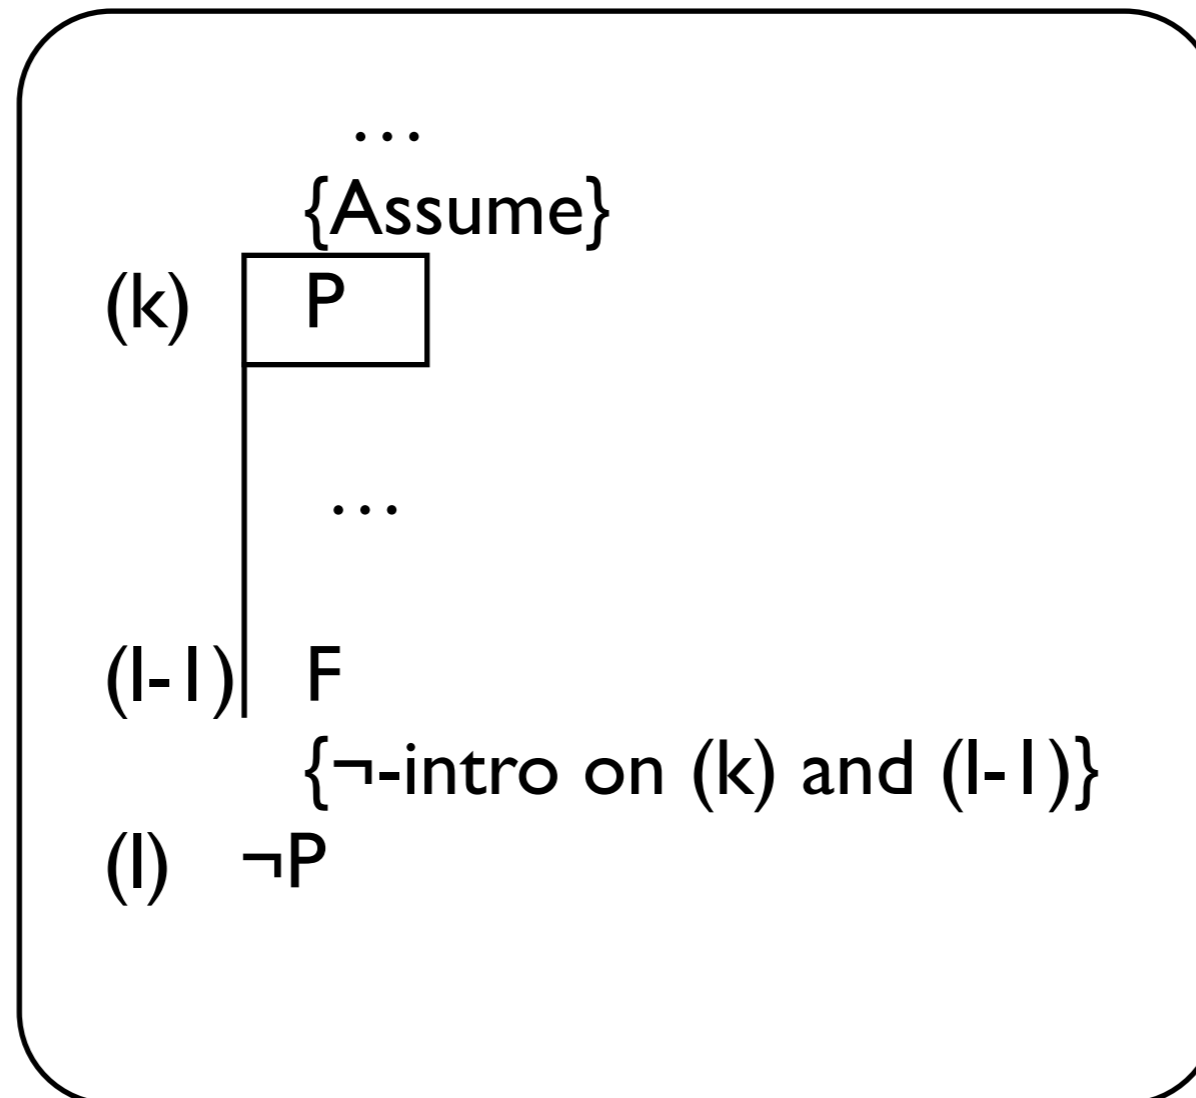 ...
{Assume}
(k) P
...
(l-1) F
{¬-intro on (k) and (l-1)}
(l) ¬P